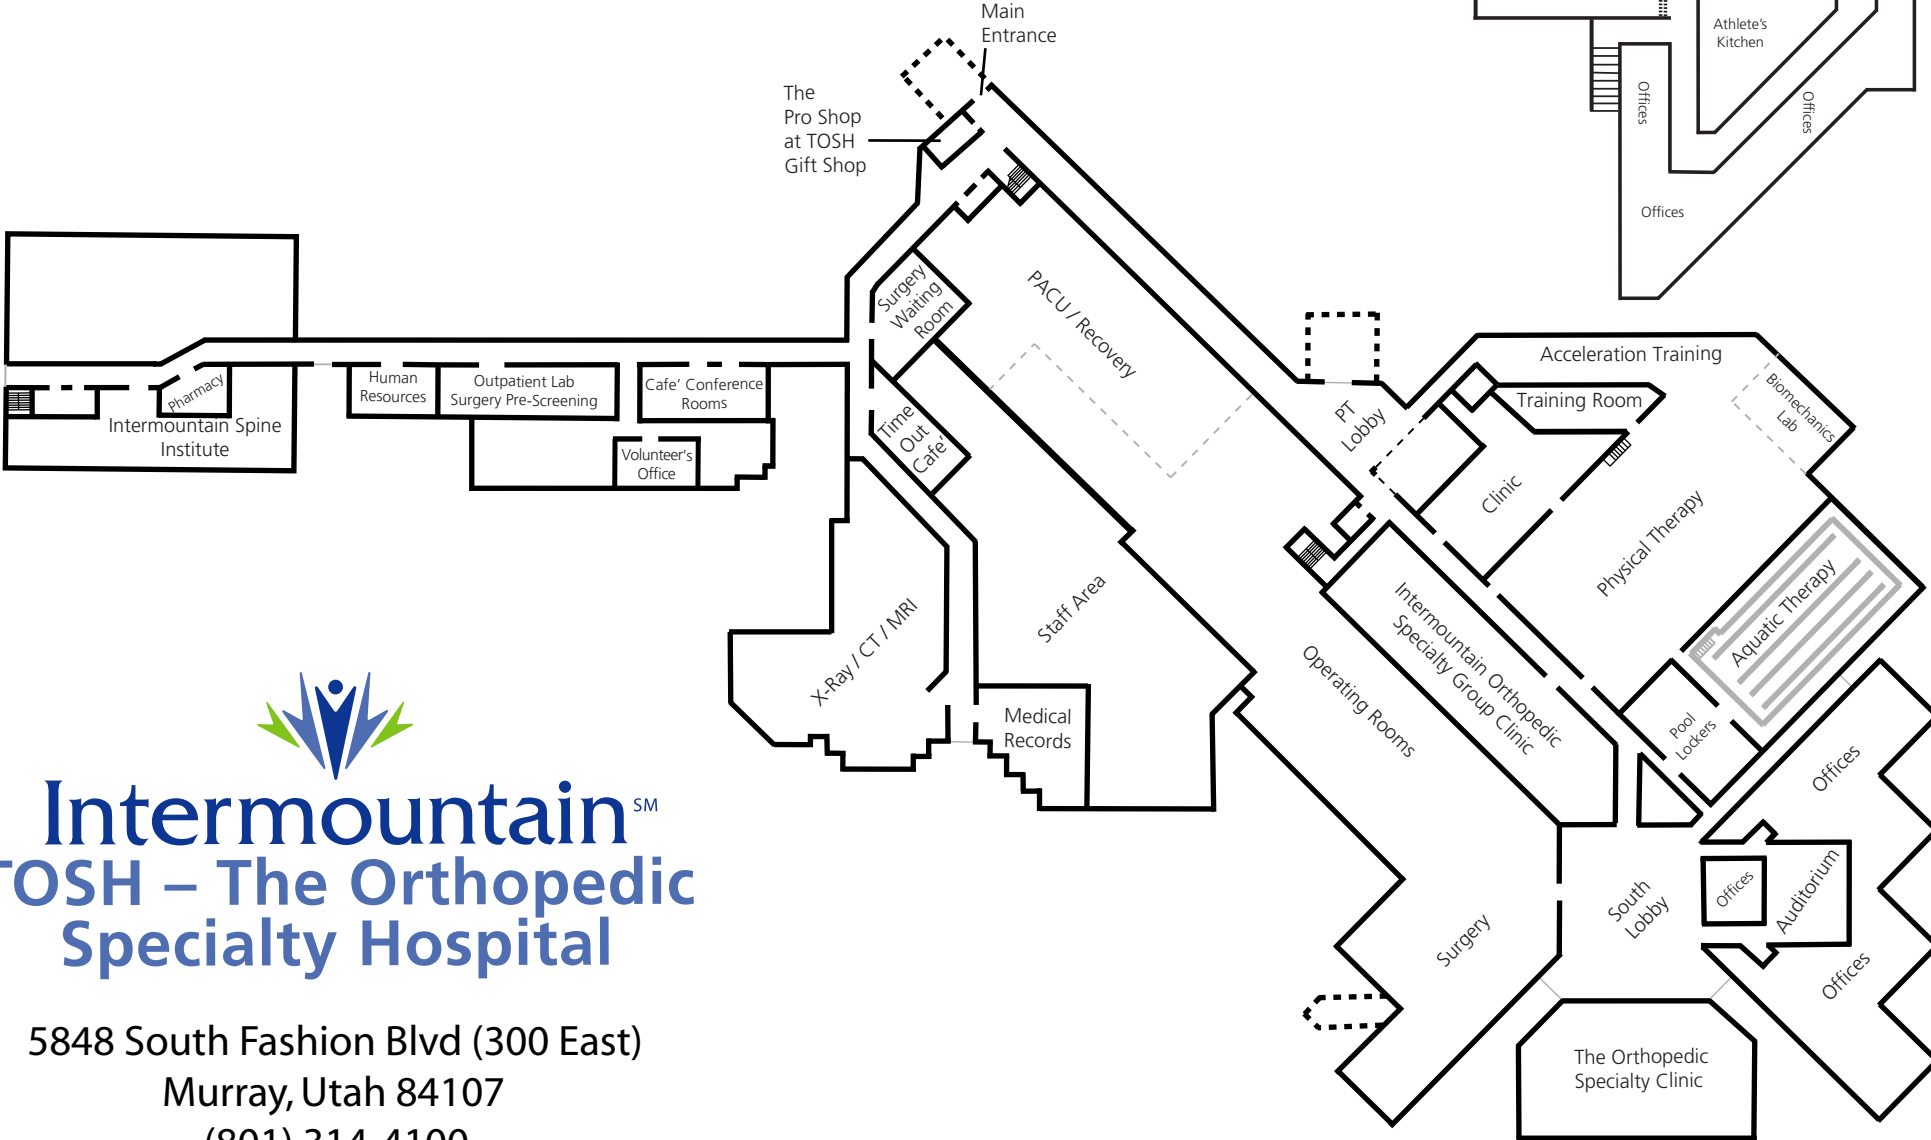 Main
Entrance
The
Pro Shop
at TOSH
Gift Shop
Athlete's
Kitchen
Offices
Offices
Offices
Surgery
Waiting
Room
PACU / Recovery
Pharmacy
Intermountain Spine
Institute
Human
Resources
Outpatient Lab
Surgery Pre-Screening
Cafe' Conference
Rooms
Volunteer's
Office
Time
Out
Cafe'
PT
Lobby
Acceleration Training
Training Room
Biomechanics
Lab
Clinic
Physical Therapy
Aquatic Therapy
Staff Area
X-Ray / CT / MRI
Medical
Records
Operating Rooms
Intermountain Orthopedic
Specialty Group Clinic
Pool
Lockers
Offices
Offices
Auditorium
South
Lobby
Surgery
Offices
The Orthopedic
Specialty Clinic
Intermountain SM
TOSH – The Orthopedic
Specialty Hospital
5848 South Fashion Blvd (300 East)
Murray, Utah 84107
(801) 314-4100